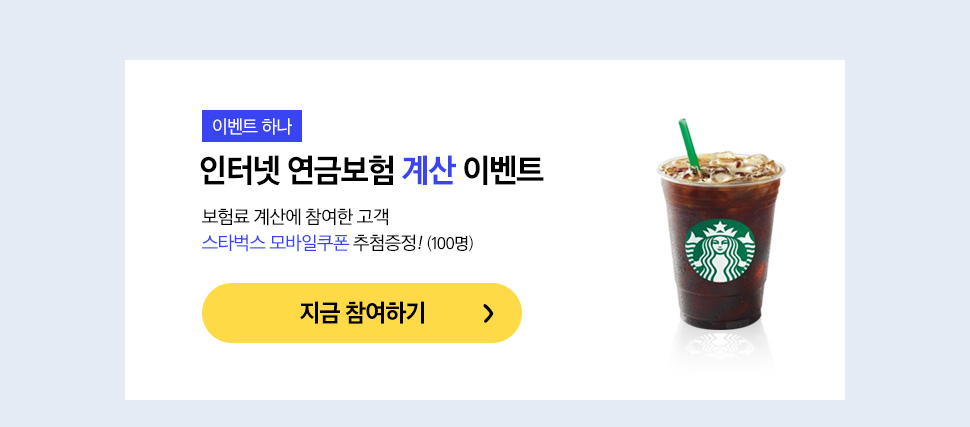 이벤트 하나
인터넷 연금보험 계산 이벤트
보험료 계산에 참여한 고객
스타벅스 모바일쿠폰 추첨증정! (100명)
지금 참여하기